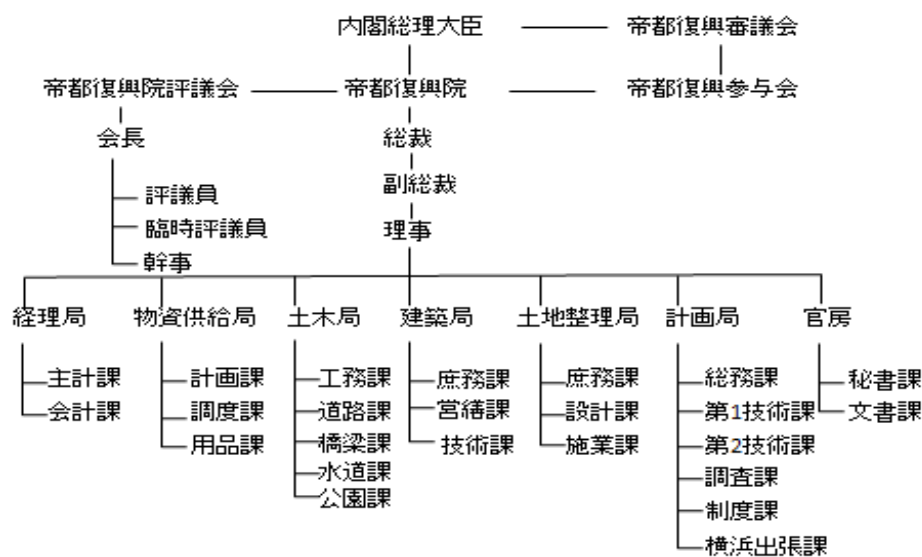 内閣総理大臣 帝都復興審議会
帝都復興院評議会 帝都復興院 帝都復興参与会
会長 総裁
副総裁
評議員
臨時評議員 理事
幹事
経理局 物資供給局 土木局 建築局 土地整理局 計画局 官房
主計課 計画課 工務課 庶務課 庶務課 総務課 秘書課
会計課 調度課 道路課 営繕課 設計課 第1技術課 文書課
用品課 橋梁課 技術課 施業課 第2技術課
水道課 調査課
公園課 制度課
横浜出張課